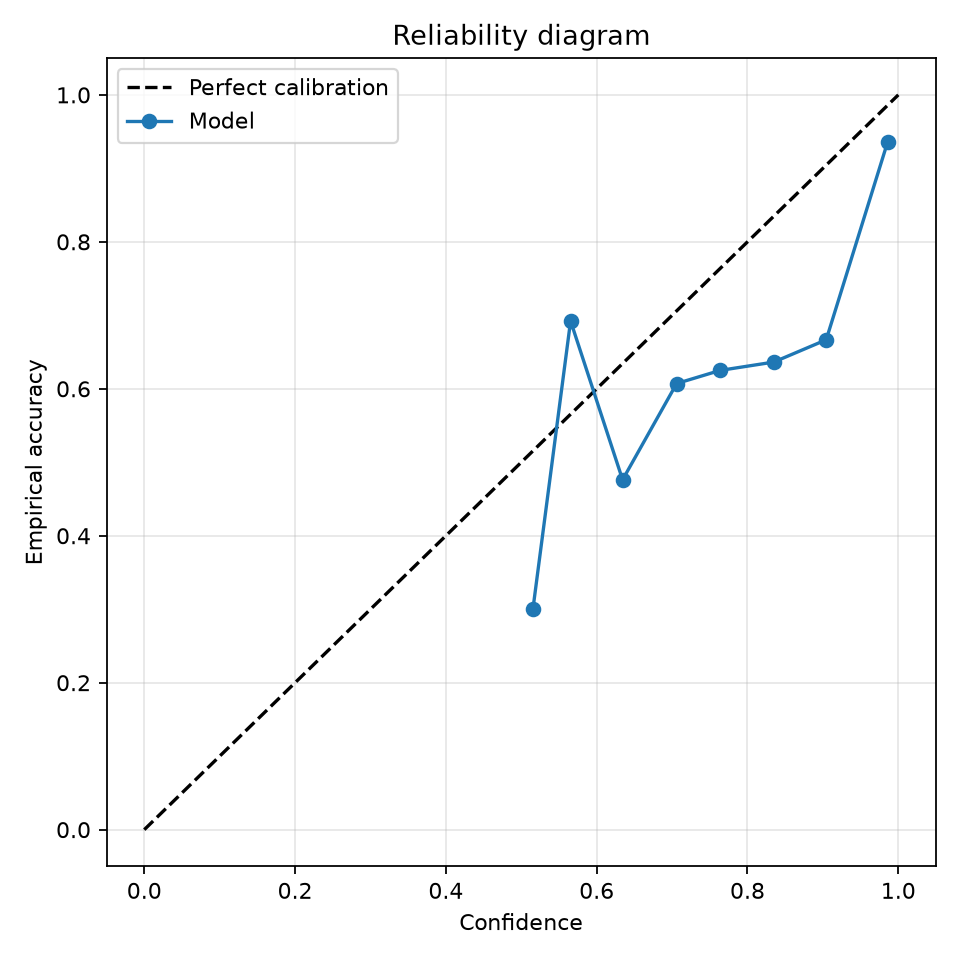 Reliability diagram
Perfect calibration
Model
1.0
0.8
0.6
0.4
0.2
0.0
Empirical accuracy
0.0 0.2 0.4 0.6 0.8 1.0
Confidence